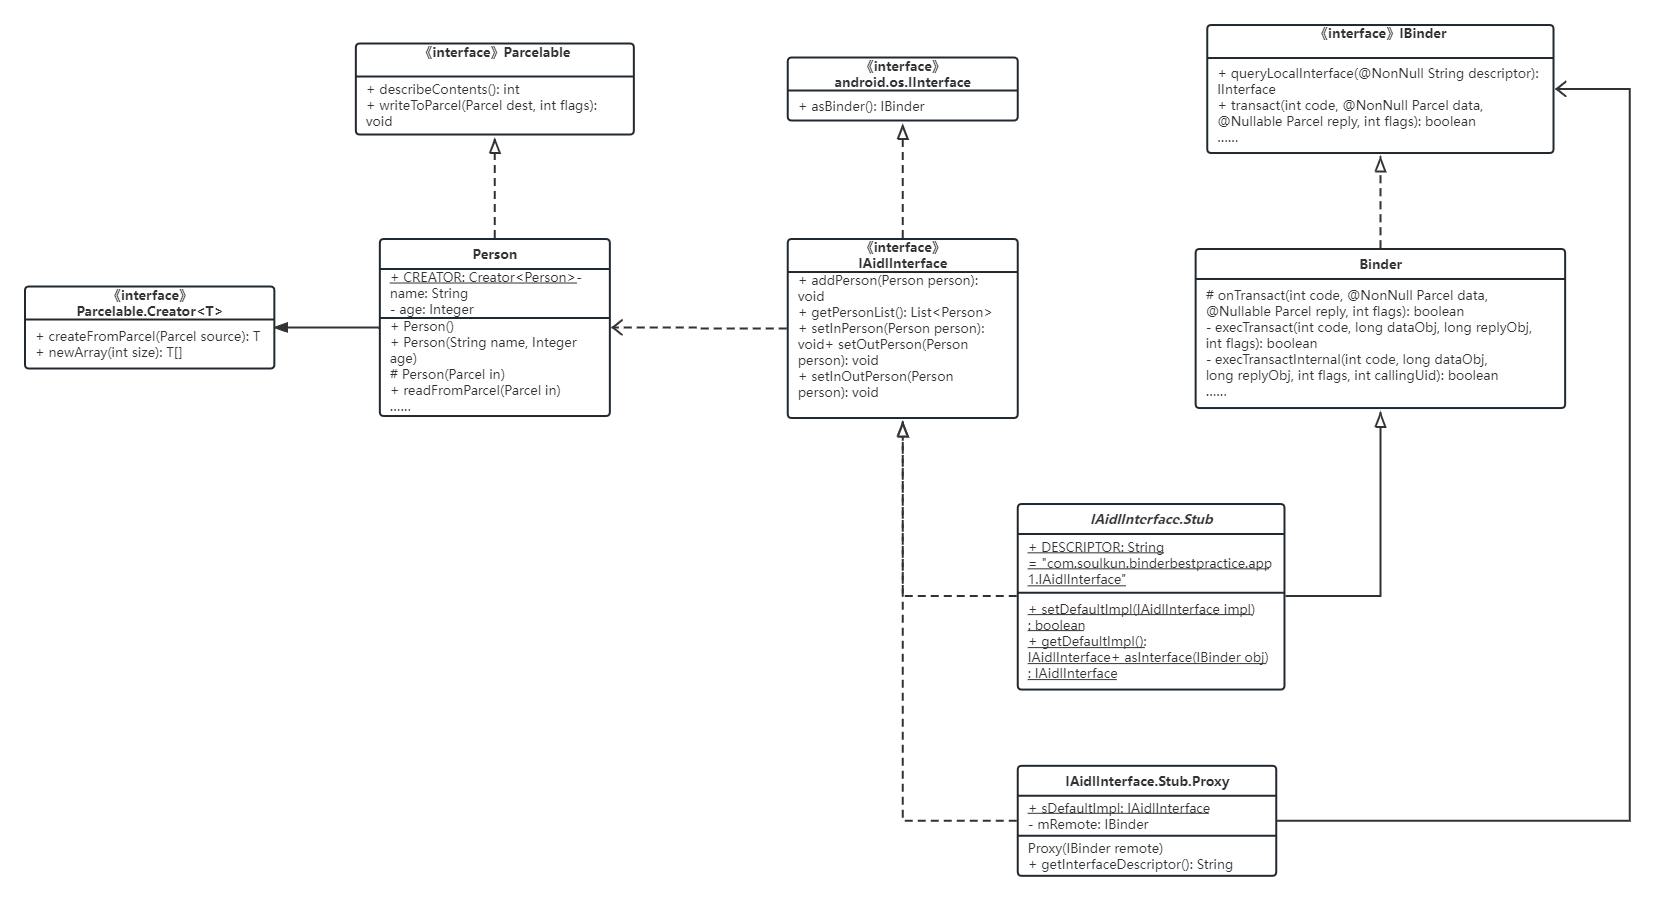 《interface》 Parcelable
+ describeContents(): int
+ writeToParcel(Parcel dest, int flags):
void
《interface》
android.os.IInterface
+ asBinder(): IBinder
《interface》 IBinder
+ queryLocalInterface(@NonNull String descriptor):
IInterface
+ transact(int code, @NonNull Parcel data,
@Nullable Parcel reply, int flags): boolean
......
《interface》
Parcelable.Creator<T>
+ createFromParcel(Parcel source): T
+ newArray(int size): T[]
Person
+ CREATOR: Creator<Person>-
name: String
- age: Integer
+ Person()
+ Person(String name, Integer
age)
# Person(Parcel in)
+ readFromParcel(Parcel in)
......
《interface》
IAidlInterface
+ addPerson(Person person):
void
+ getPersonList(): List<Person>
+ setInPerson(Person person):
void+ setOutPerson(Person
person): void
+ setInOutPerson(Person
person): void
Binder
# onTransact(int code, @NonNull Parcel data,
@Nullable Parcel reply, int flags): boolean
- execTransact(int code, long dataObj, long replyObj,
int flags): boolean
- execTransactInternal(int code, long dataObj,
long replyObj, int flags, int callingUid): boolean
......
IAidlInterface.Stub
+ DESCRIPTOR: String
= "com.soulkun.binderbestpractice.app
1.IAidlInterface"
+ setDefaultImpl(IAidlInterface impl)
: boolean
+ getDefaultImpl():
IAidlInterface+ asInterface(IBinder obj)
: IAidlInterface
IAidlInterface.Stub.Proxy
+ sDefaultImpl: IAidlInterface
- mRemote: IBinder
Proxy(IBinder remote)
+ getInterfaceDescriptor(): String